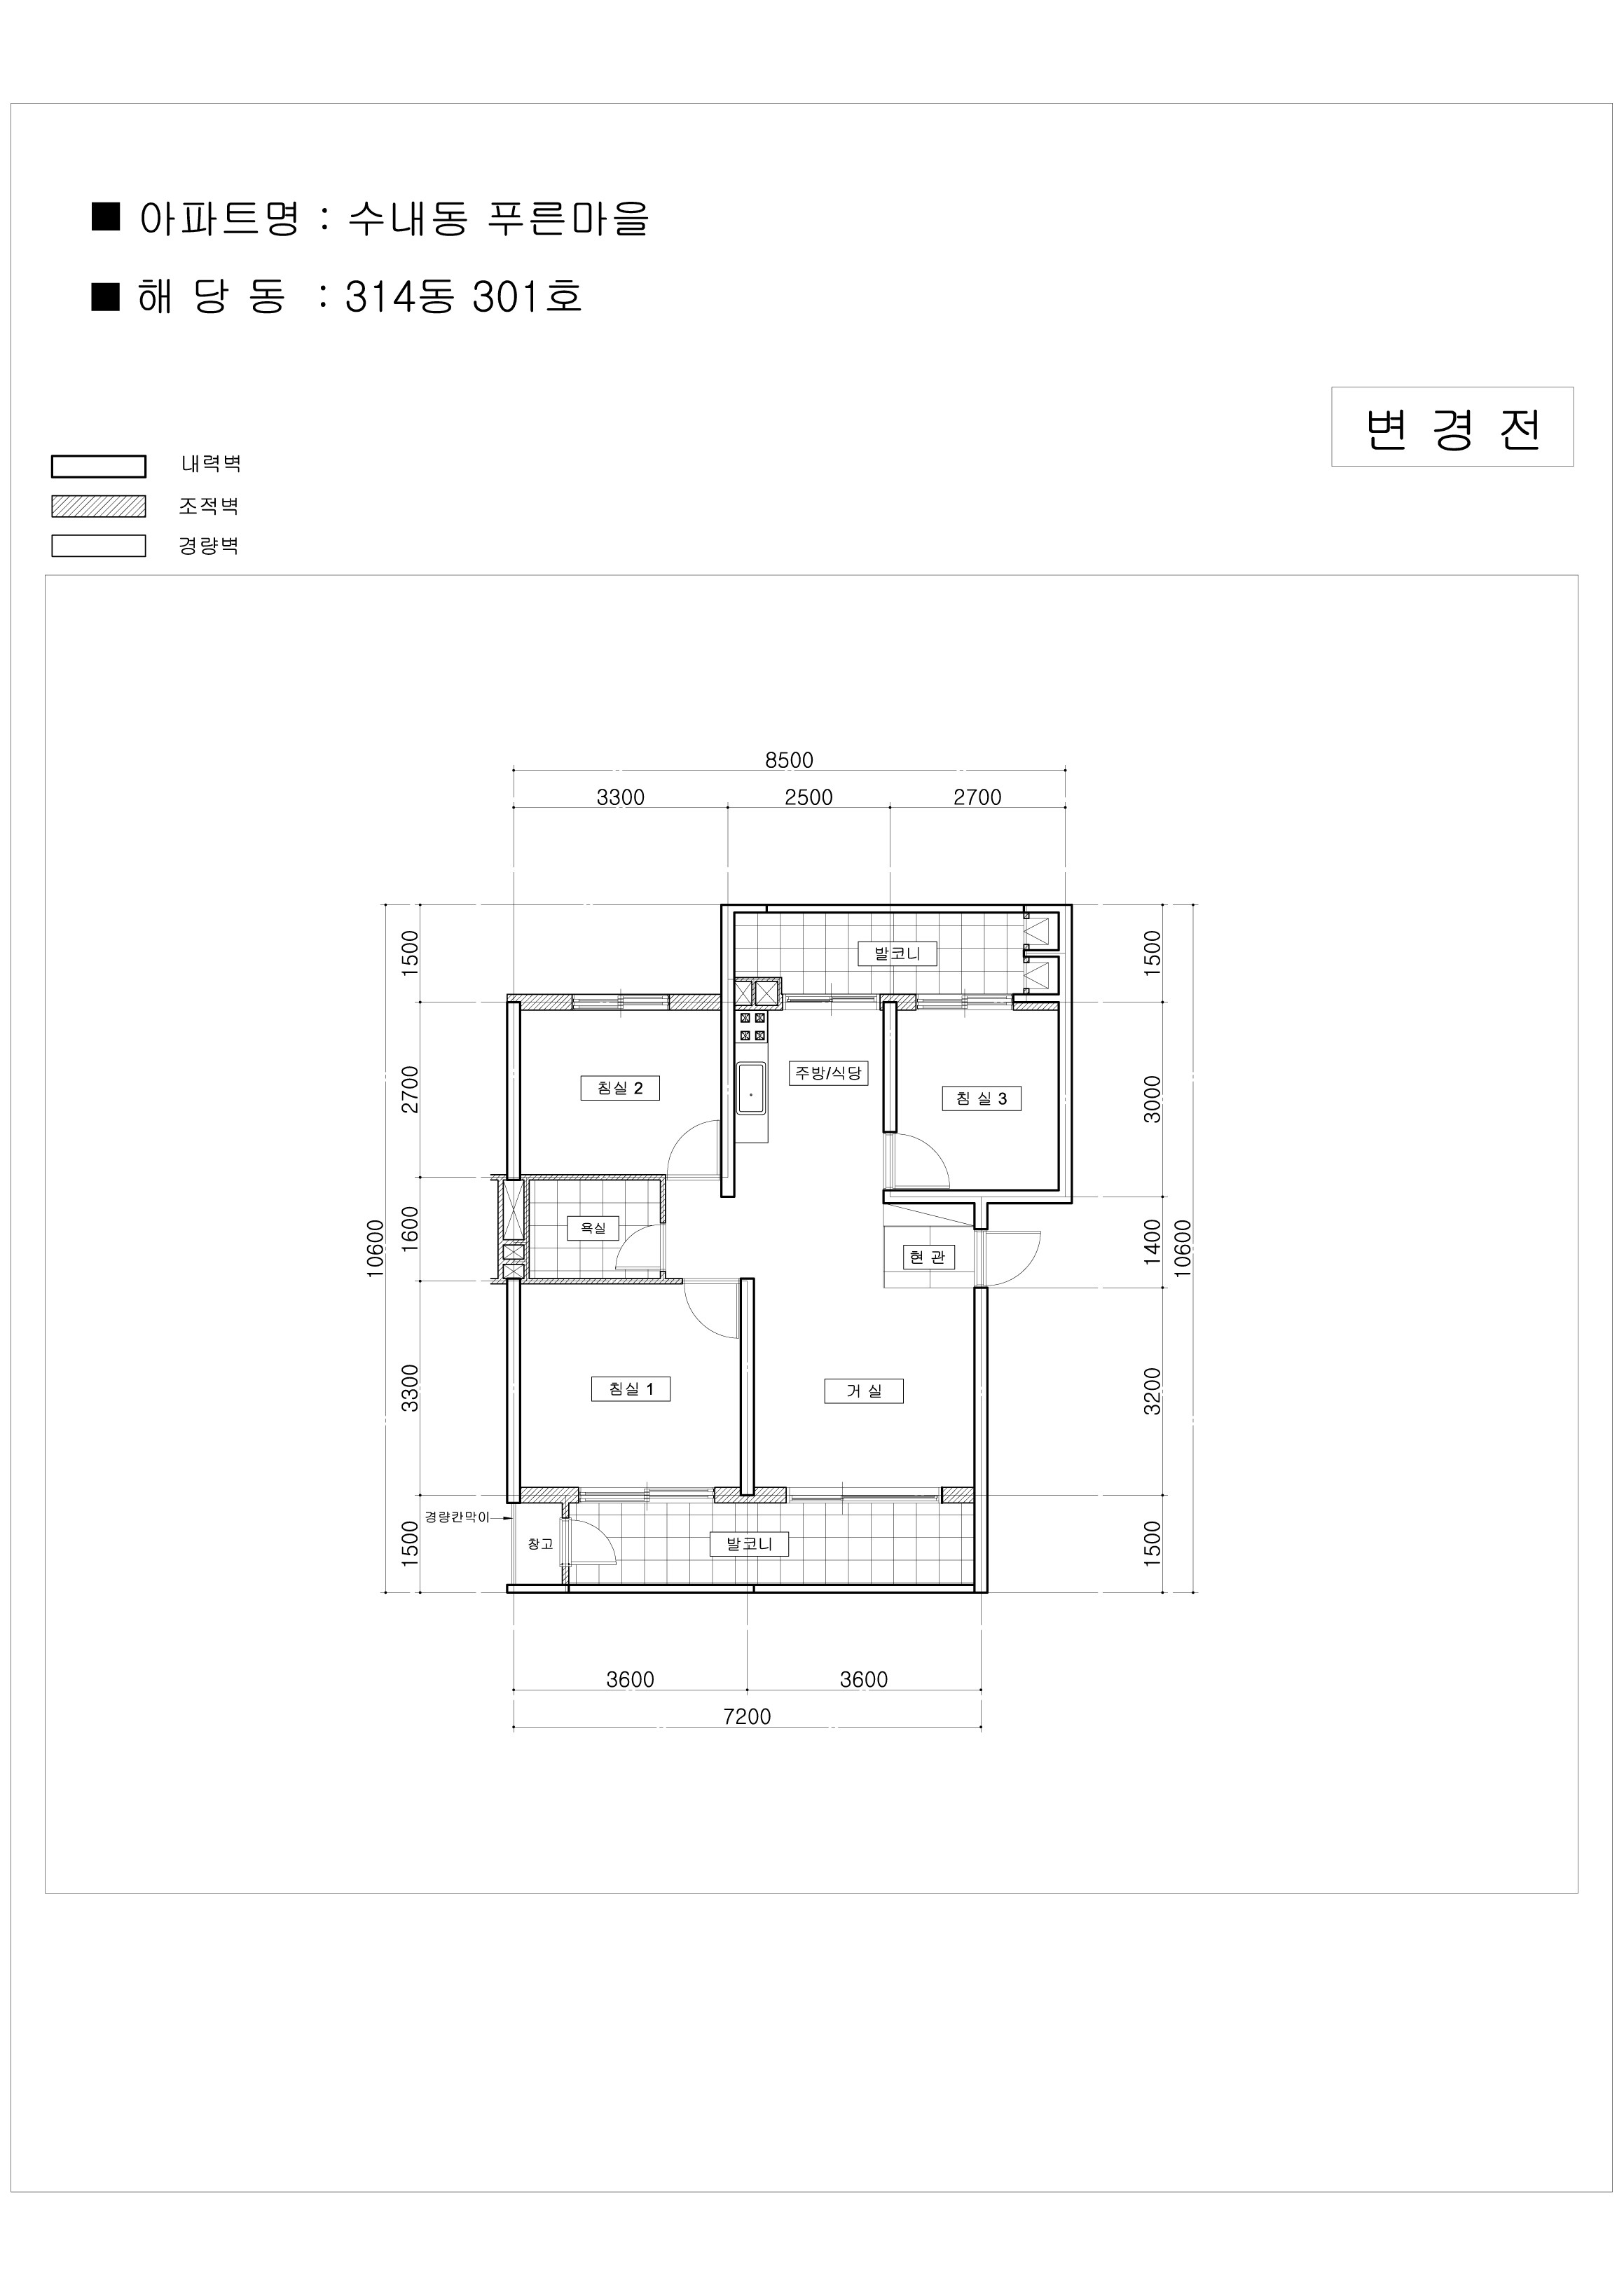 ■ 아파트명 : 수내동 푸른마을
■ 해 당 동 : 314동 301호
변 경 전
내력벽
조적벽
경량벽
8500
3300 2500 2700
1500
발코니
1500
2700
침실 2
주방/식당
침 실 3
3000
10600
1600
욕실
현 관
1400
10600
3300
침실 1
거 실
3200
경량칸막이
1500
창고
발코니
1500
3600 3600
7200